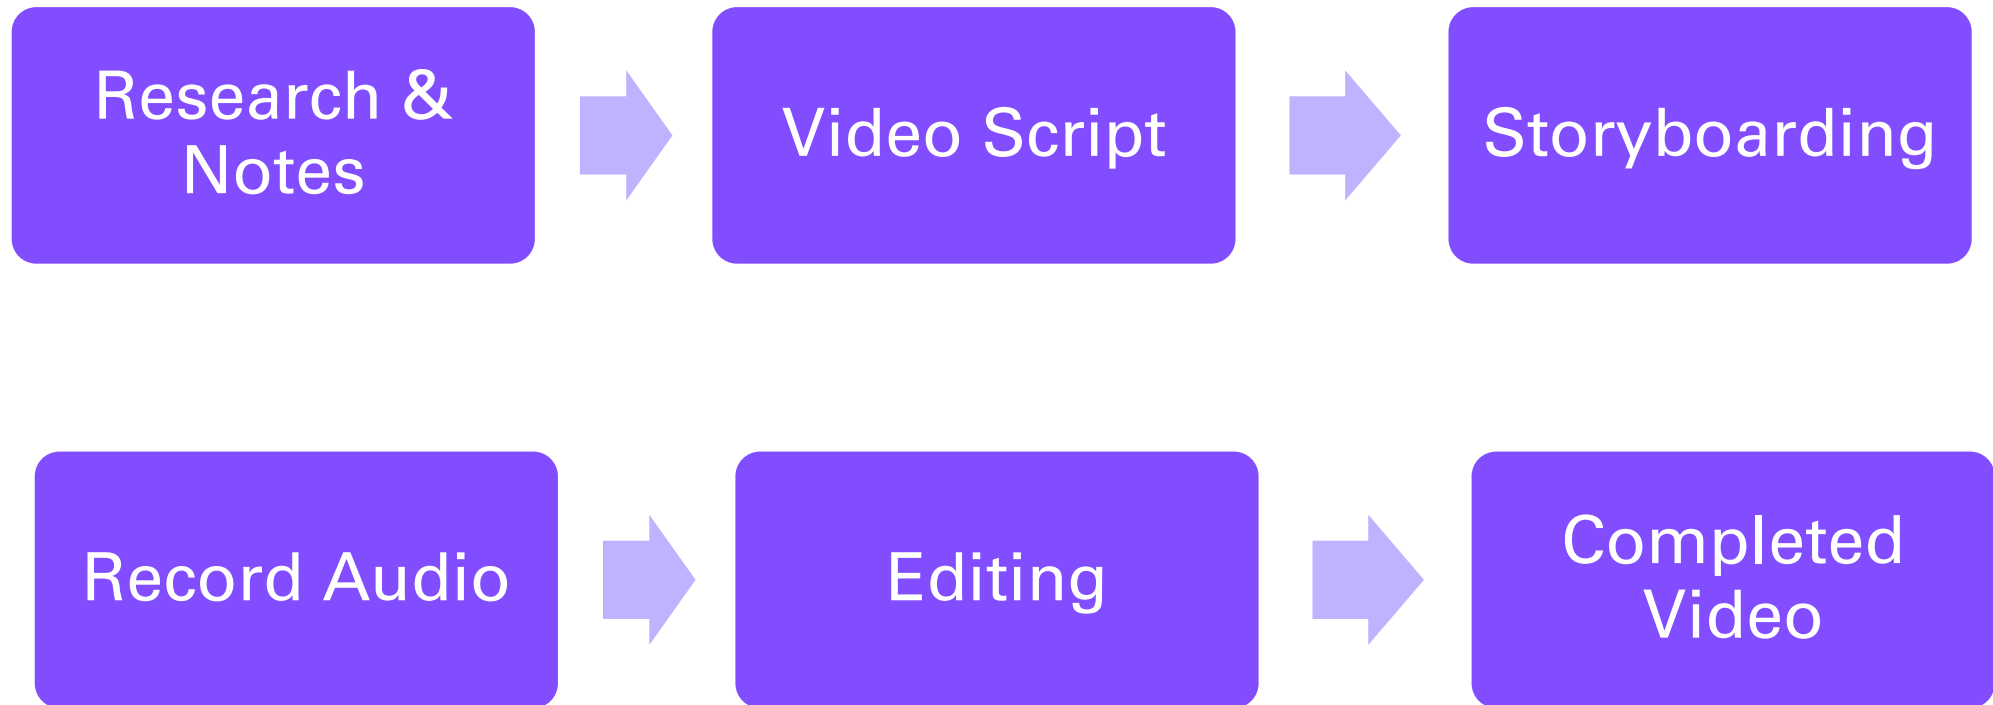 Research &
Notes
Video Script
Storyboarding
Record Audio
Editing
Completed
Video